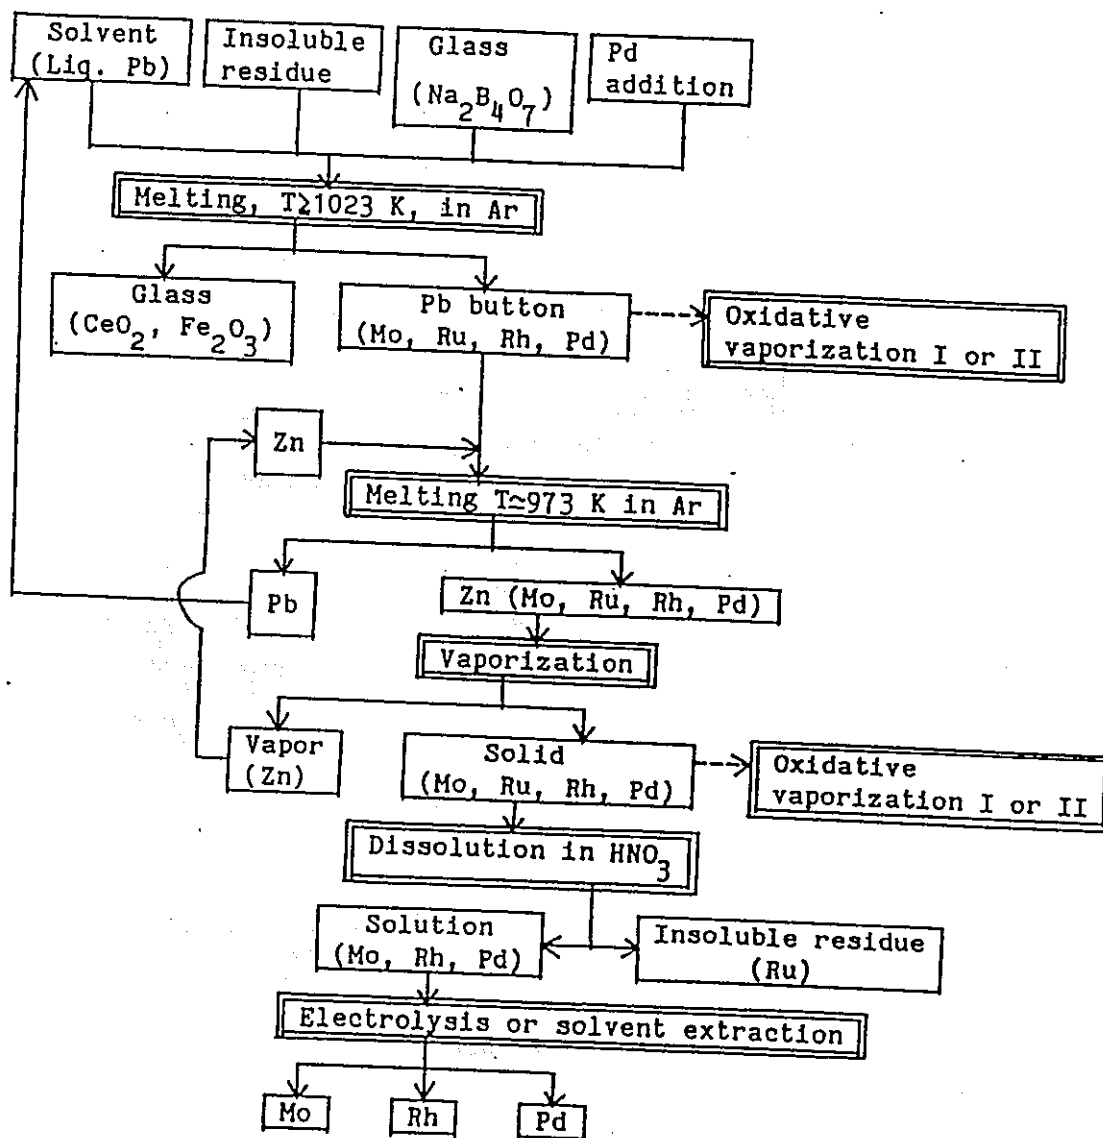 Solvent
(Liq. Pb)
Insoluble
residue
Glass
(Na2B4O7)
Pd
addition
Melting, T≳1023 K, in Ar
Glass
(CeO2, Fe2O3)
Pb button
(Mo, Ru, Rh, Pd)
Oxidative
vaporization I or II
Zn
Melting T≃973 K in Ar
Pb
Zn (Mo, Ru, Rh, Pd)
Vaporization
Vapor
(Zn)
Solid
(Mo, Ru, Rh, Pd)
Oxidative
vaporization I or II
Dissolution in HNO3
Solution
(Mo, Rh, Pd)
Insoluble residue
(Ru)
Electrolysis or solvent extraction
Mo
Rh
Pd